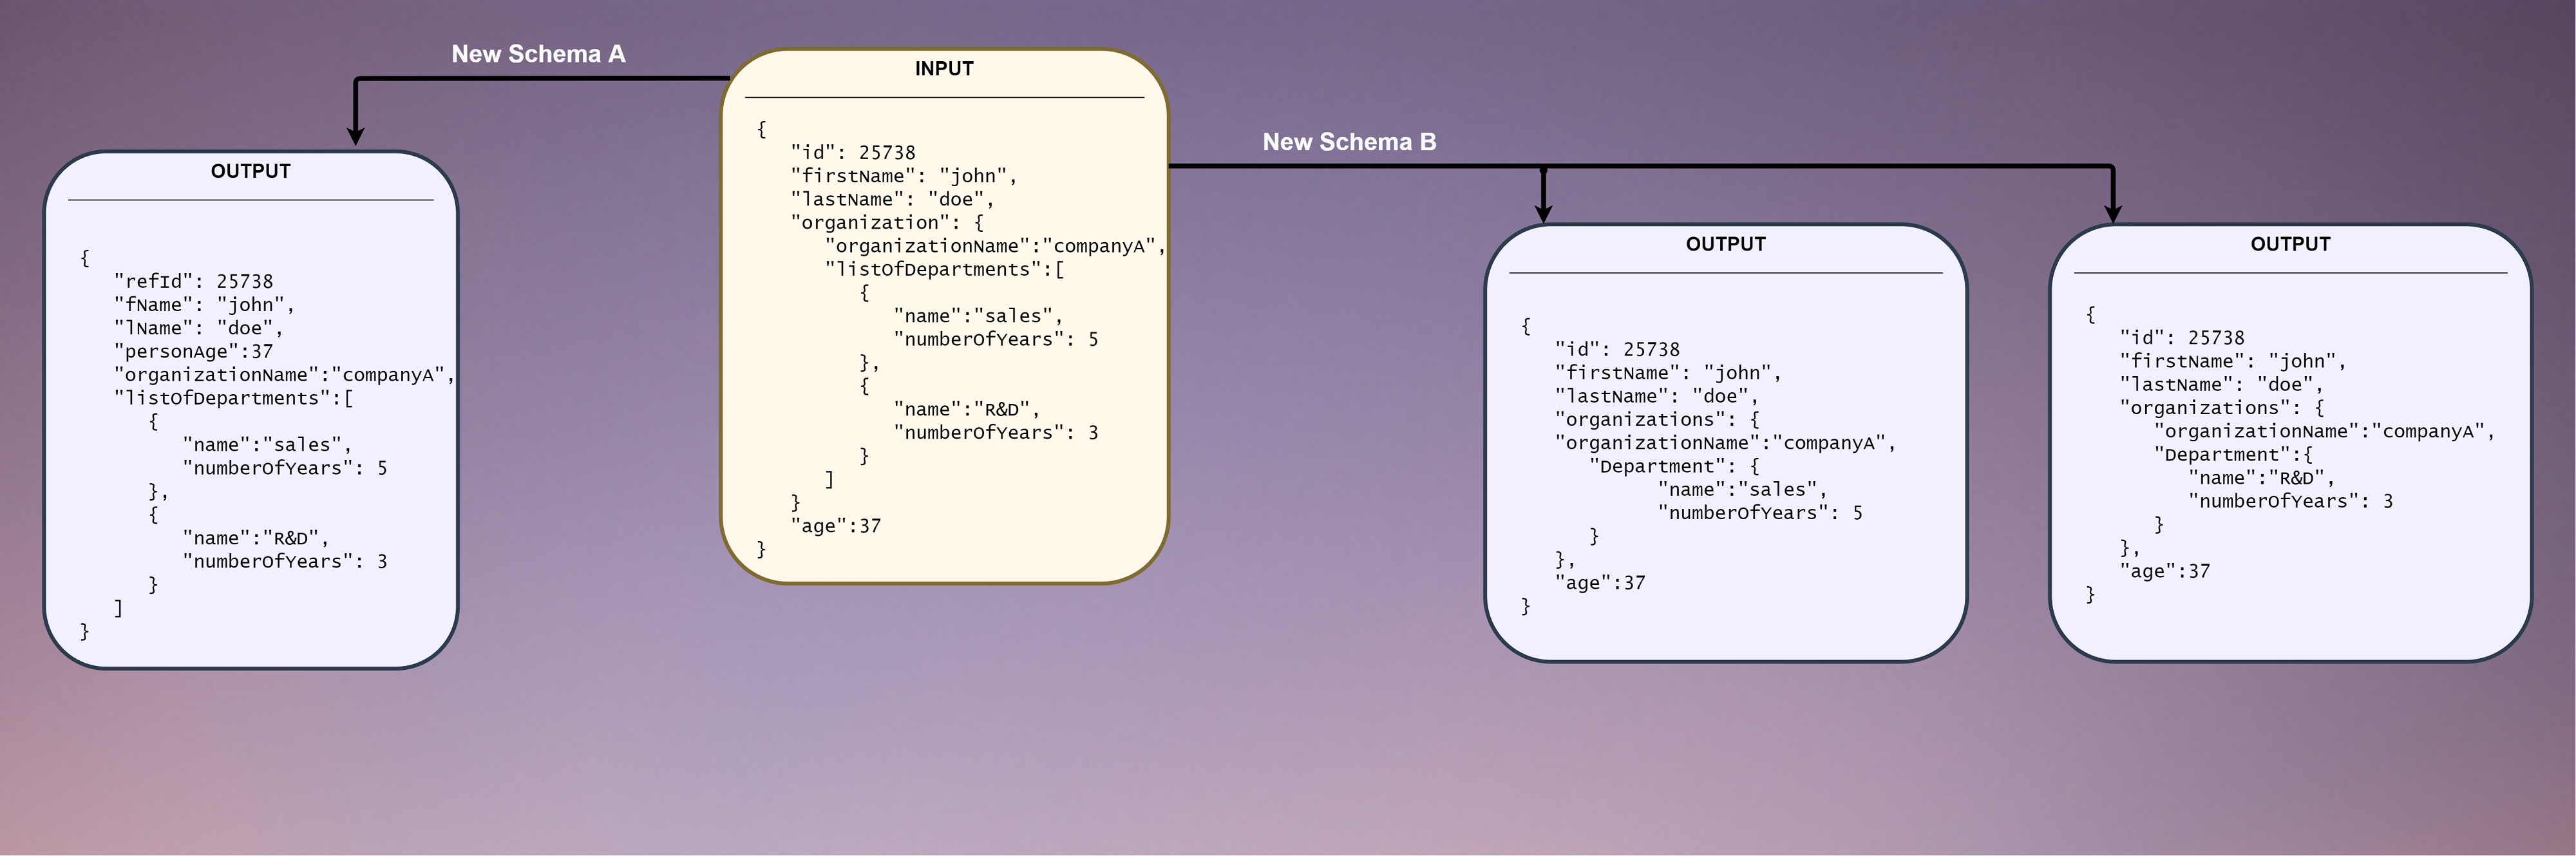 New Schema A
INPUT
{
   "id": 25738
   "firstName": "john",
   "lastName": "doe",
   "organization": {
      "organizationName":"companyA",
      "listOfDepartments":[
         {
            "name":"sales",
            "numberOfYears": 5
         },
         {
            "name":"R&D",
            "numberOfYears": 3
         }
      ]
   }
   "age":37
}
OUTPUT
{
   "refId": 25738
   "fName": "john",
   "lName": "doe",
   "personAge":37
   "organizationName":"companyA",
   "listOfDepartments":[
      {
         "name":"sales",
         "numberOfYears": 5
      },
      {
         "name":"R&D",
         "numberOfYears": 3
      }
   ]
}
New Schema B
OUTPUT
{
   "id": 25738
   "firstName": "john",
   "lastName": "doe",
   "organizations": {
   "organizationName":"companyA",
      "Department": {
            "name":"sales",
            "numberOfYears": 5
      }
   },
   "age":37
}
OUTPUT
{
   "id": 25738
   "firstName": "john",
   "lastName": "doe",
   "organizations": {
      "organizationName":"companyA",
      "Department":{
         "name":"R&D",
         "numberOfYears": 3
      }
   },
   "age":37
}